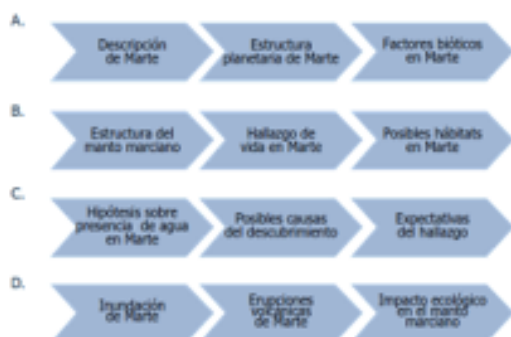 A.
Descripción
de Marte
Estructura
planetaria de Marte
Factores bióticos
en Marte
B.
Estructura del
manto marciano
Hallazgo de
vida en Marte
Posibles hábitats
en Marte
C.
Hipótesis sobre
presencia de agua
en Marte
Posibles causas
del descubrimiento
Expectativas
del hallazgo
D.
Inundación
de Marte
Erupciones
volcánicas
de Marte
Impacto ecológico
en el manto
marciano